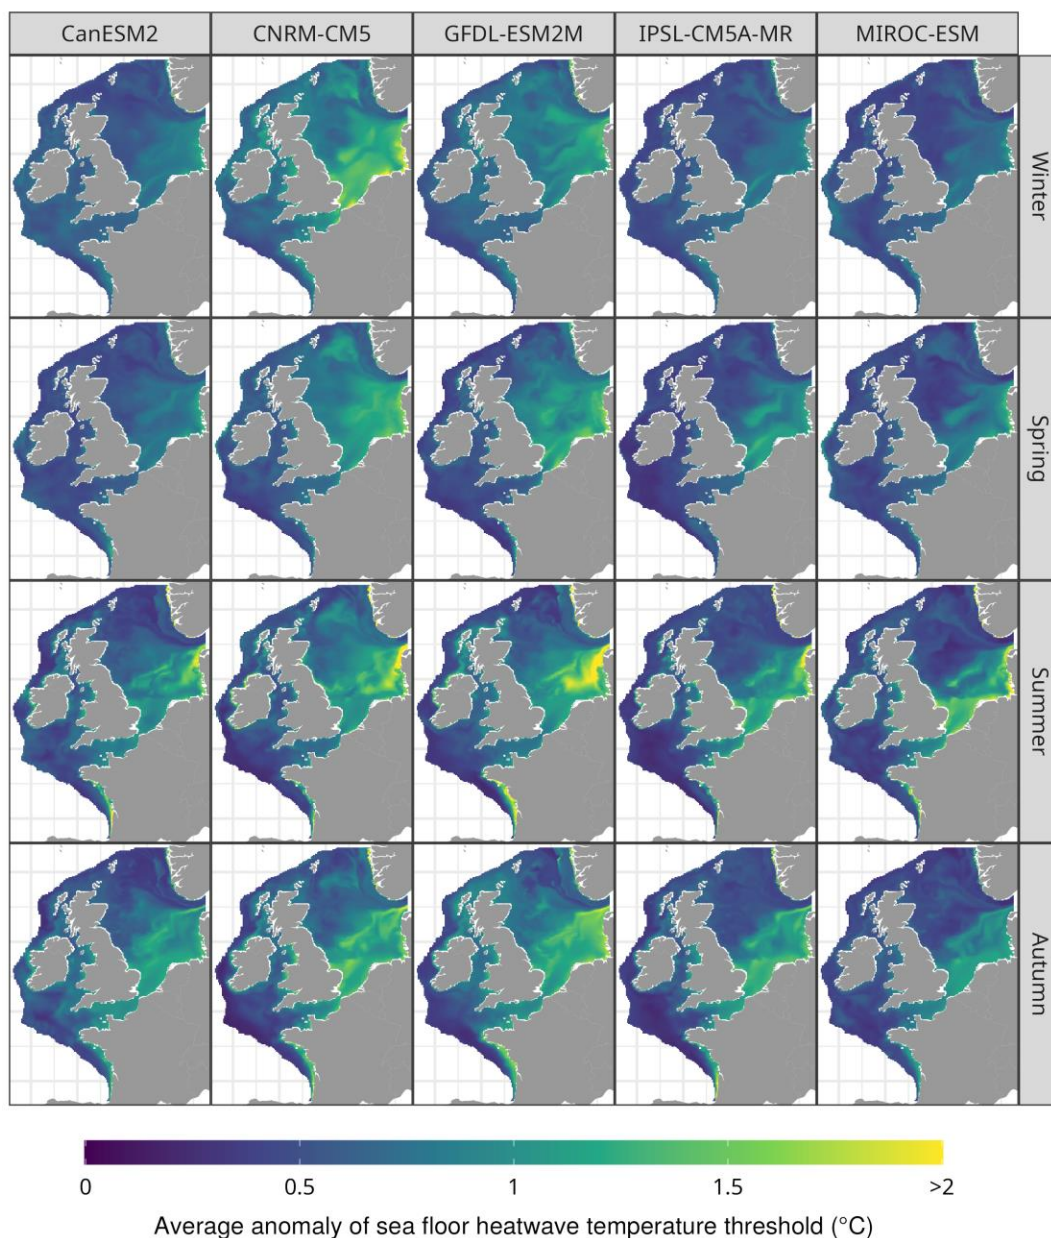 CanESM2 CNRM-CM5 GFDL-ESM2M IPSL-CM5A-MR MIROC-ESM
Winter
Spring
Summer
Autumn
0 0.5 1 1.5 >2
Average anomaly of sea floor heatwave temperature threshold (°C)